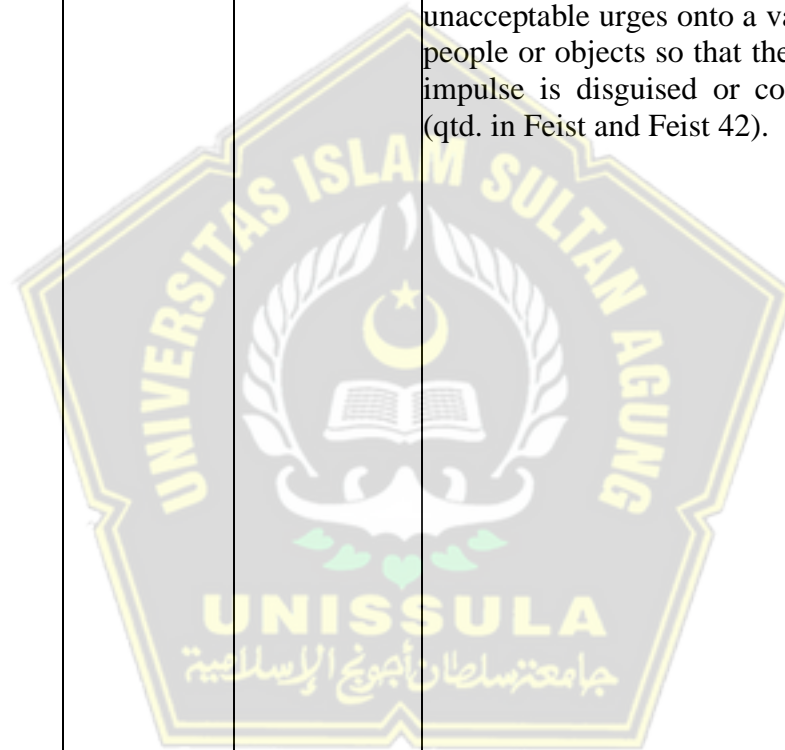 unacceptable urges onto a va
people or objects so that the
impulse is disguised or co
(qtd. in Feist and Feist 42).
UNIVERSITAS ISLAM SULTAN AGUNG
UNISSULA
جامعة سلطان أجونج الإسلامية